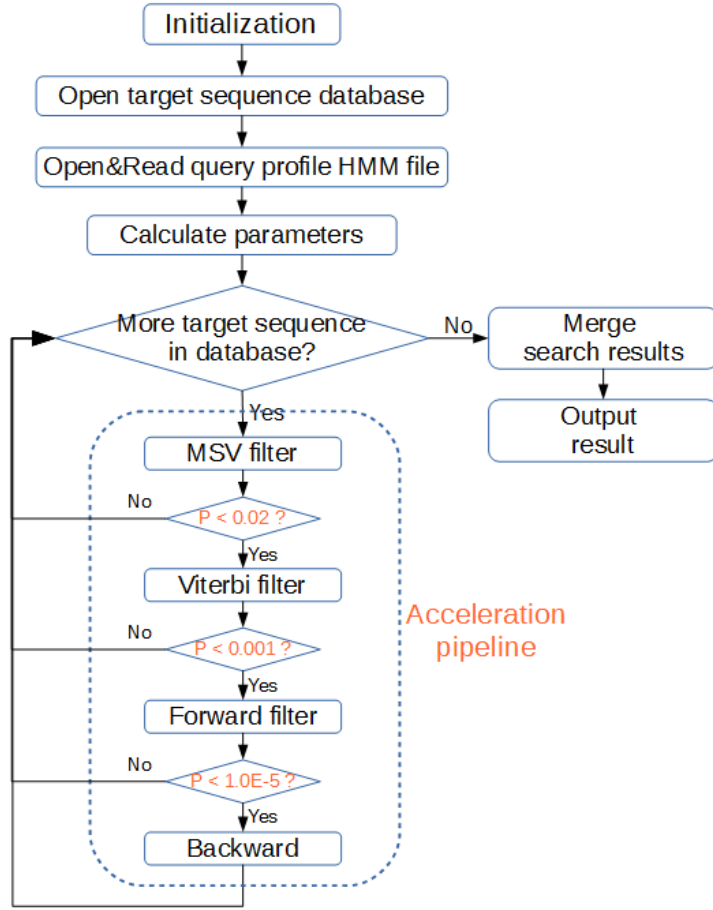 Initialization
Open target sequence database
Open&Read query profile HMM file
Calculate parameters
More target sequence
in database?
No
Merge
search results
Output
result
Yes
MSV filter
No
P < 0.02 ?
Yes
Viterbi filter
No
P < 0.001 ?
Yes
Forward filter
No
P < 1.0E-5 ?
Yes
Backward
Acceleration
pipeline